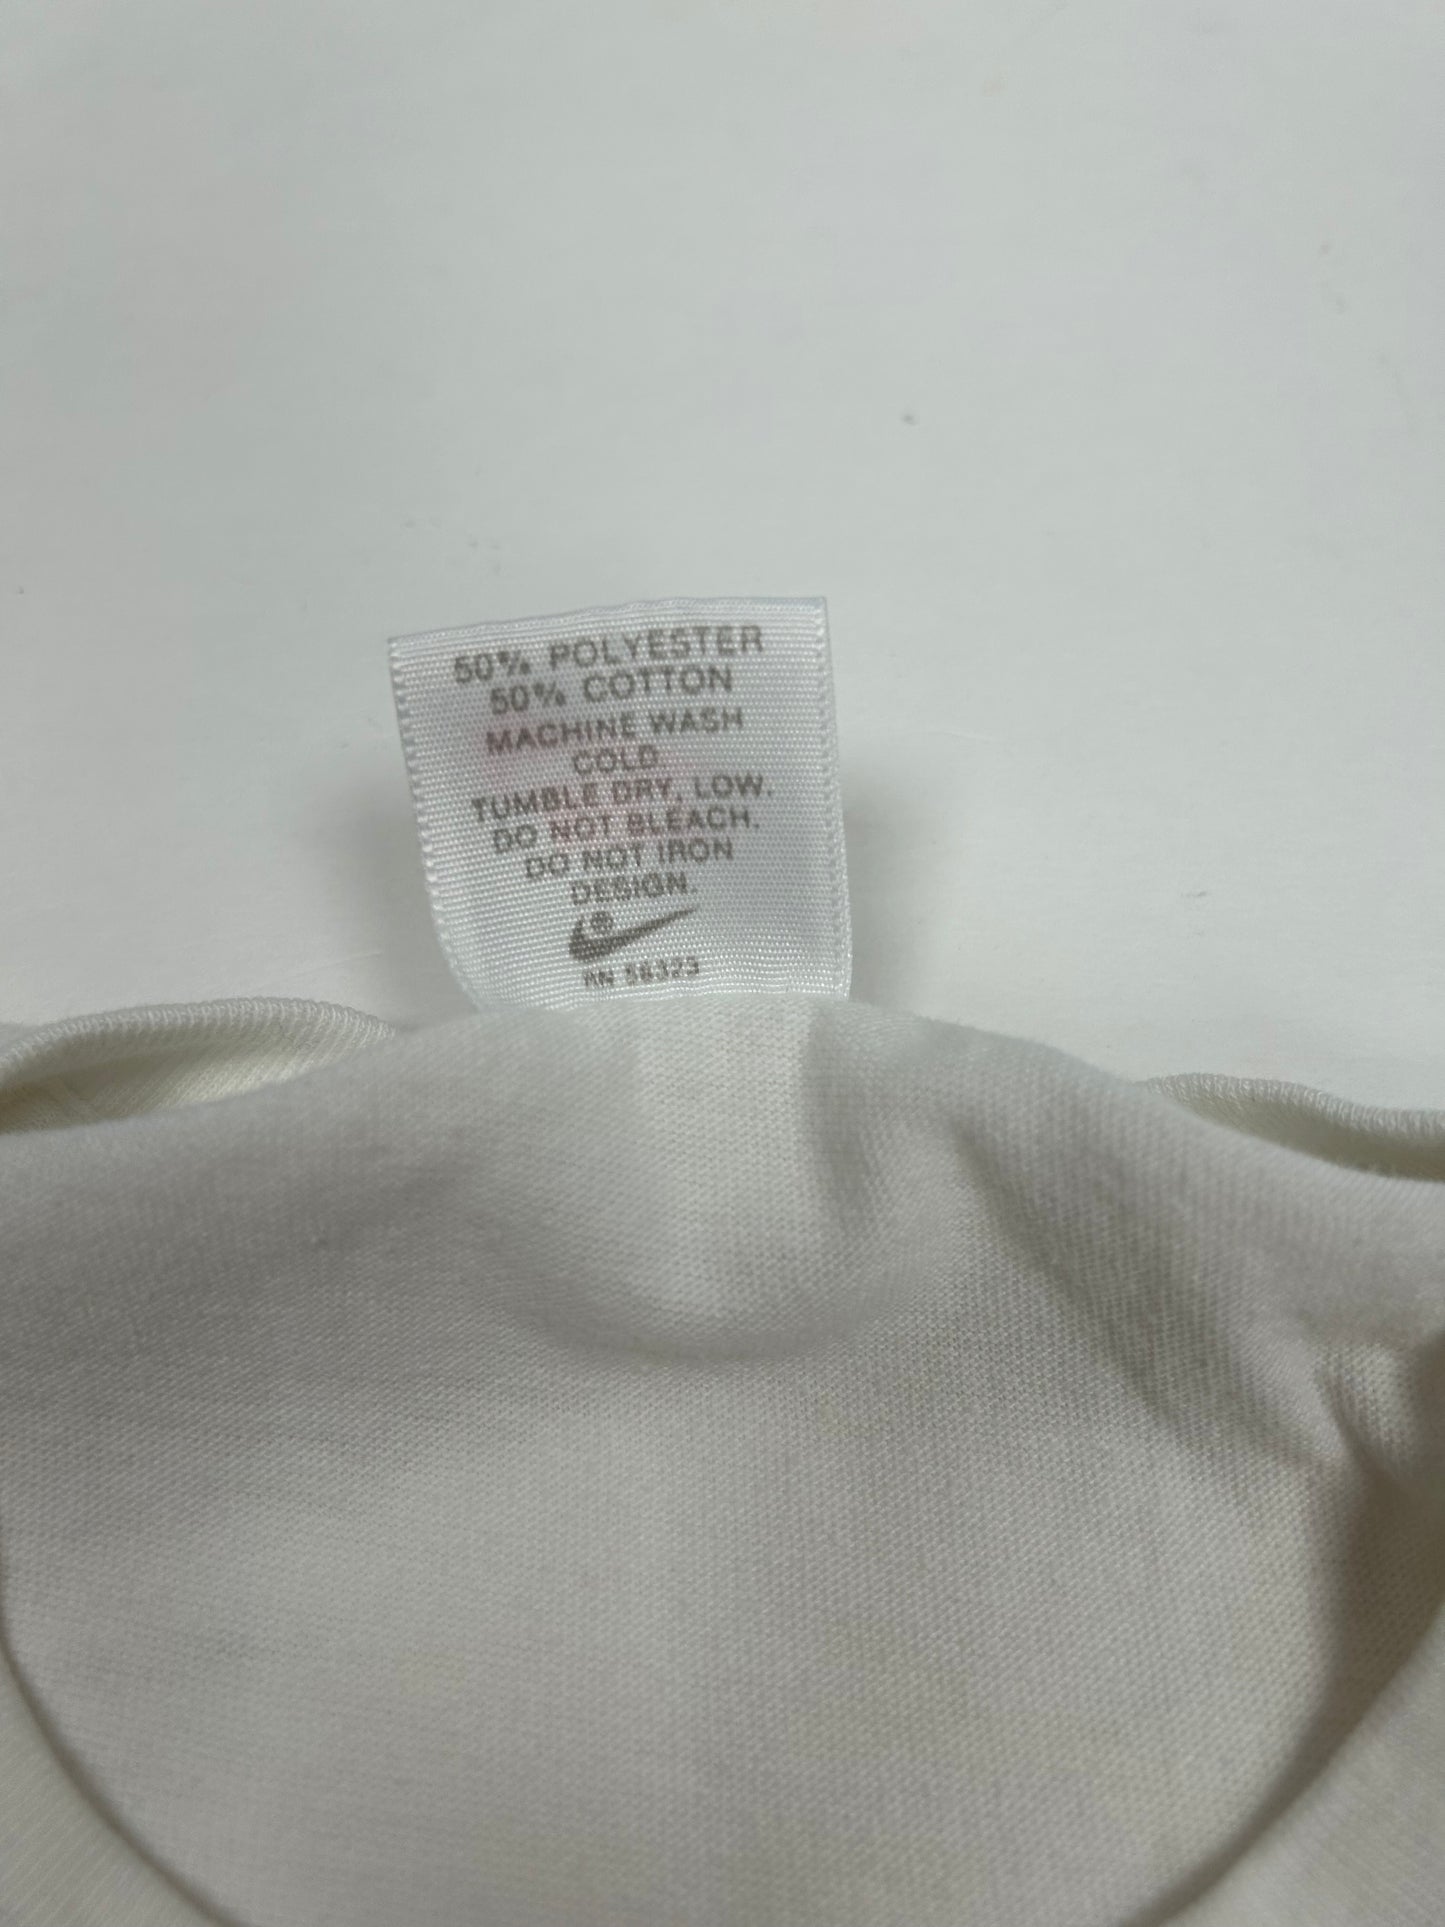 50% POLYESTER
50% COTTON
MACHINE WASH
COLD.
TUMBLE DRY, LOW.
DO NOT BLEACH.
DO NOT IRON
DESIGN.
RN 56323